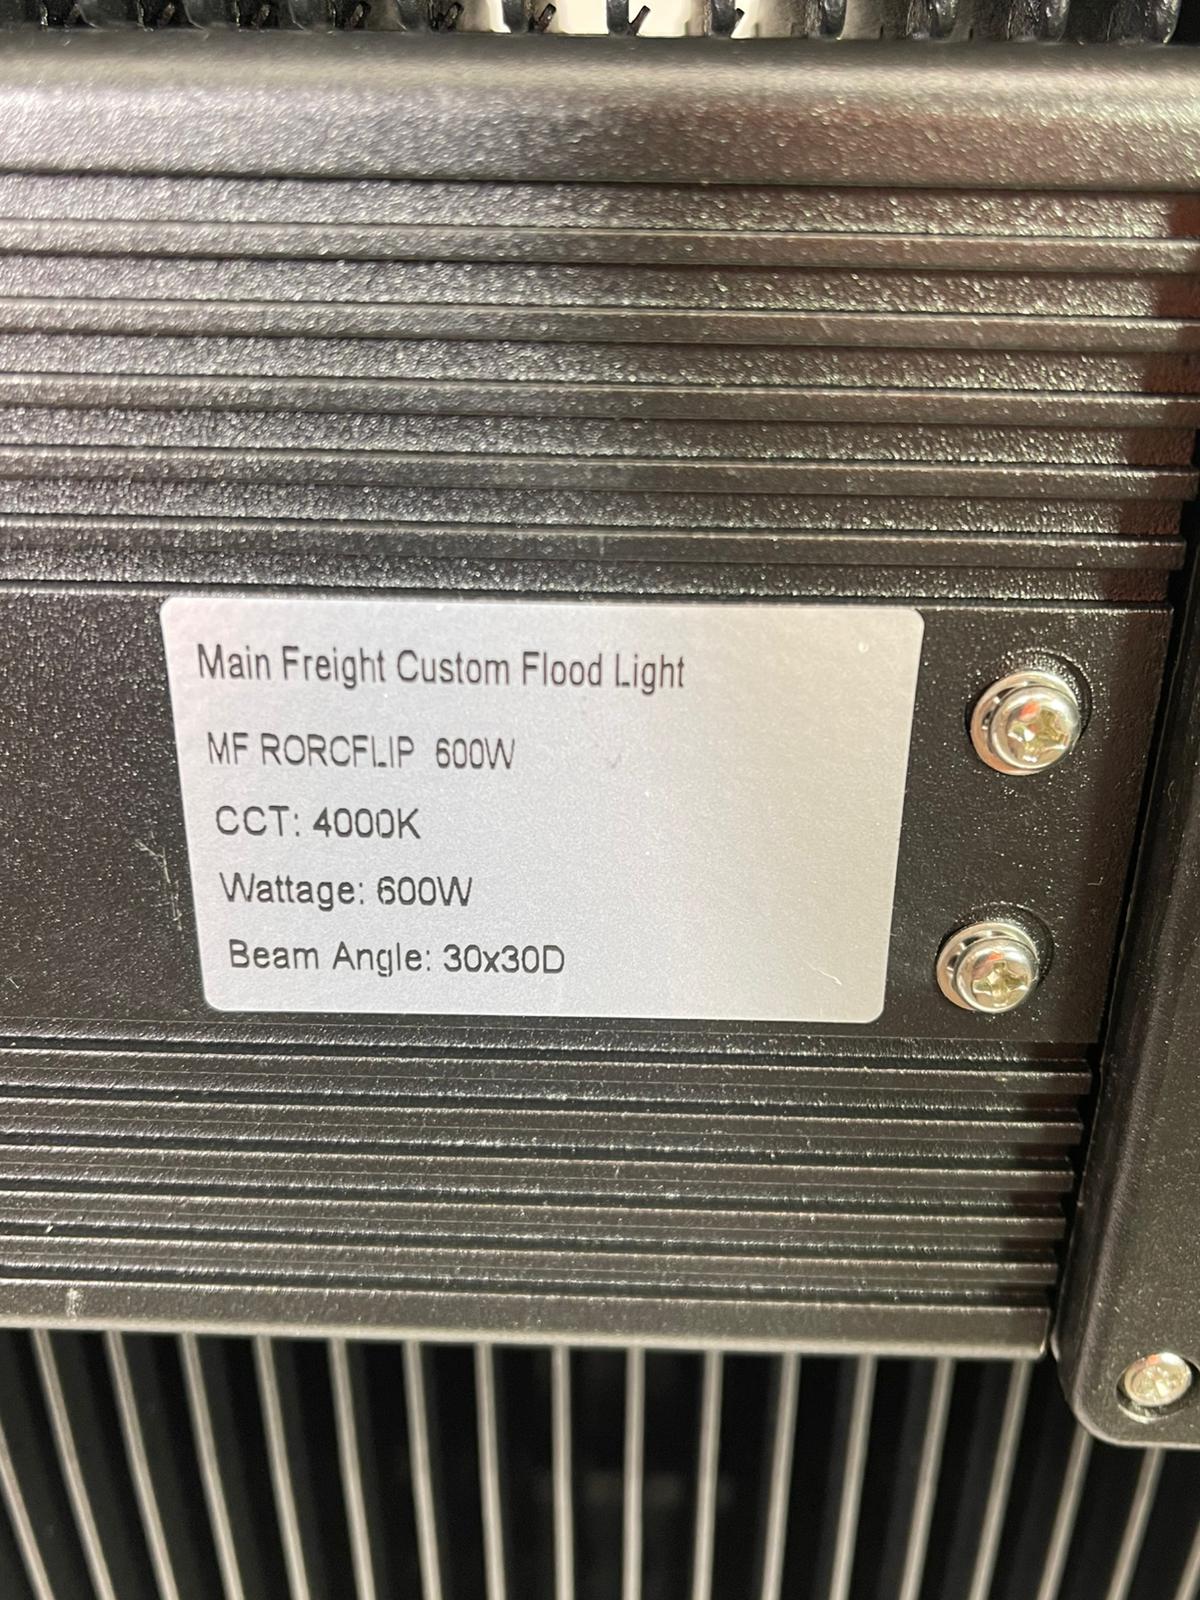 Main Freight Custom Flood Light
MF RORCFLIP 600W
CCT: 4000K
Wattage: 600W
Beam Angle: 30x30D